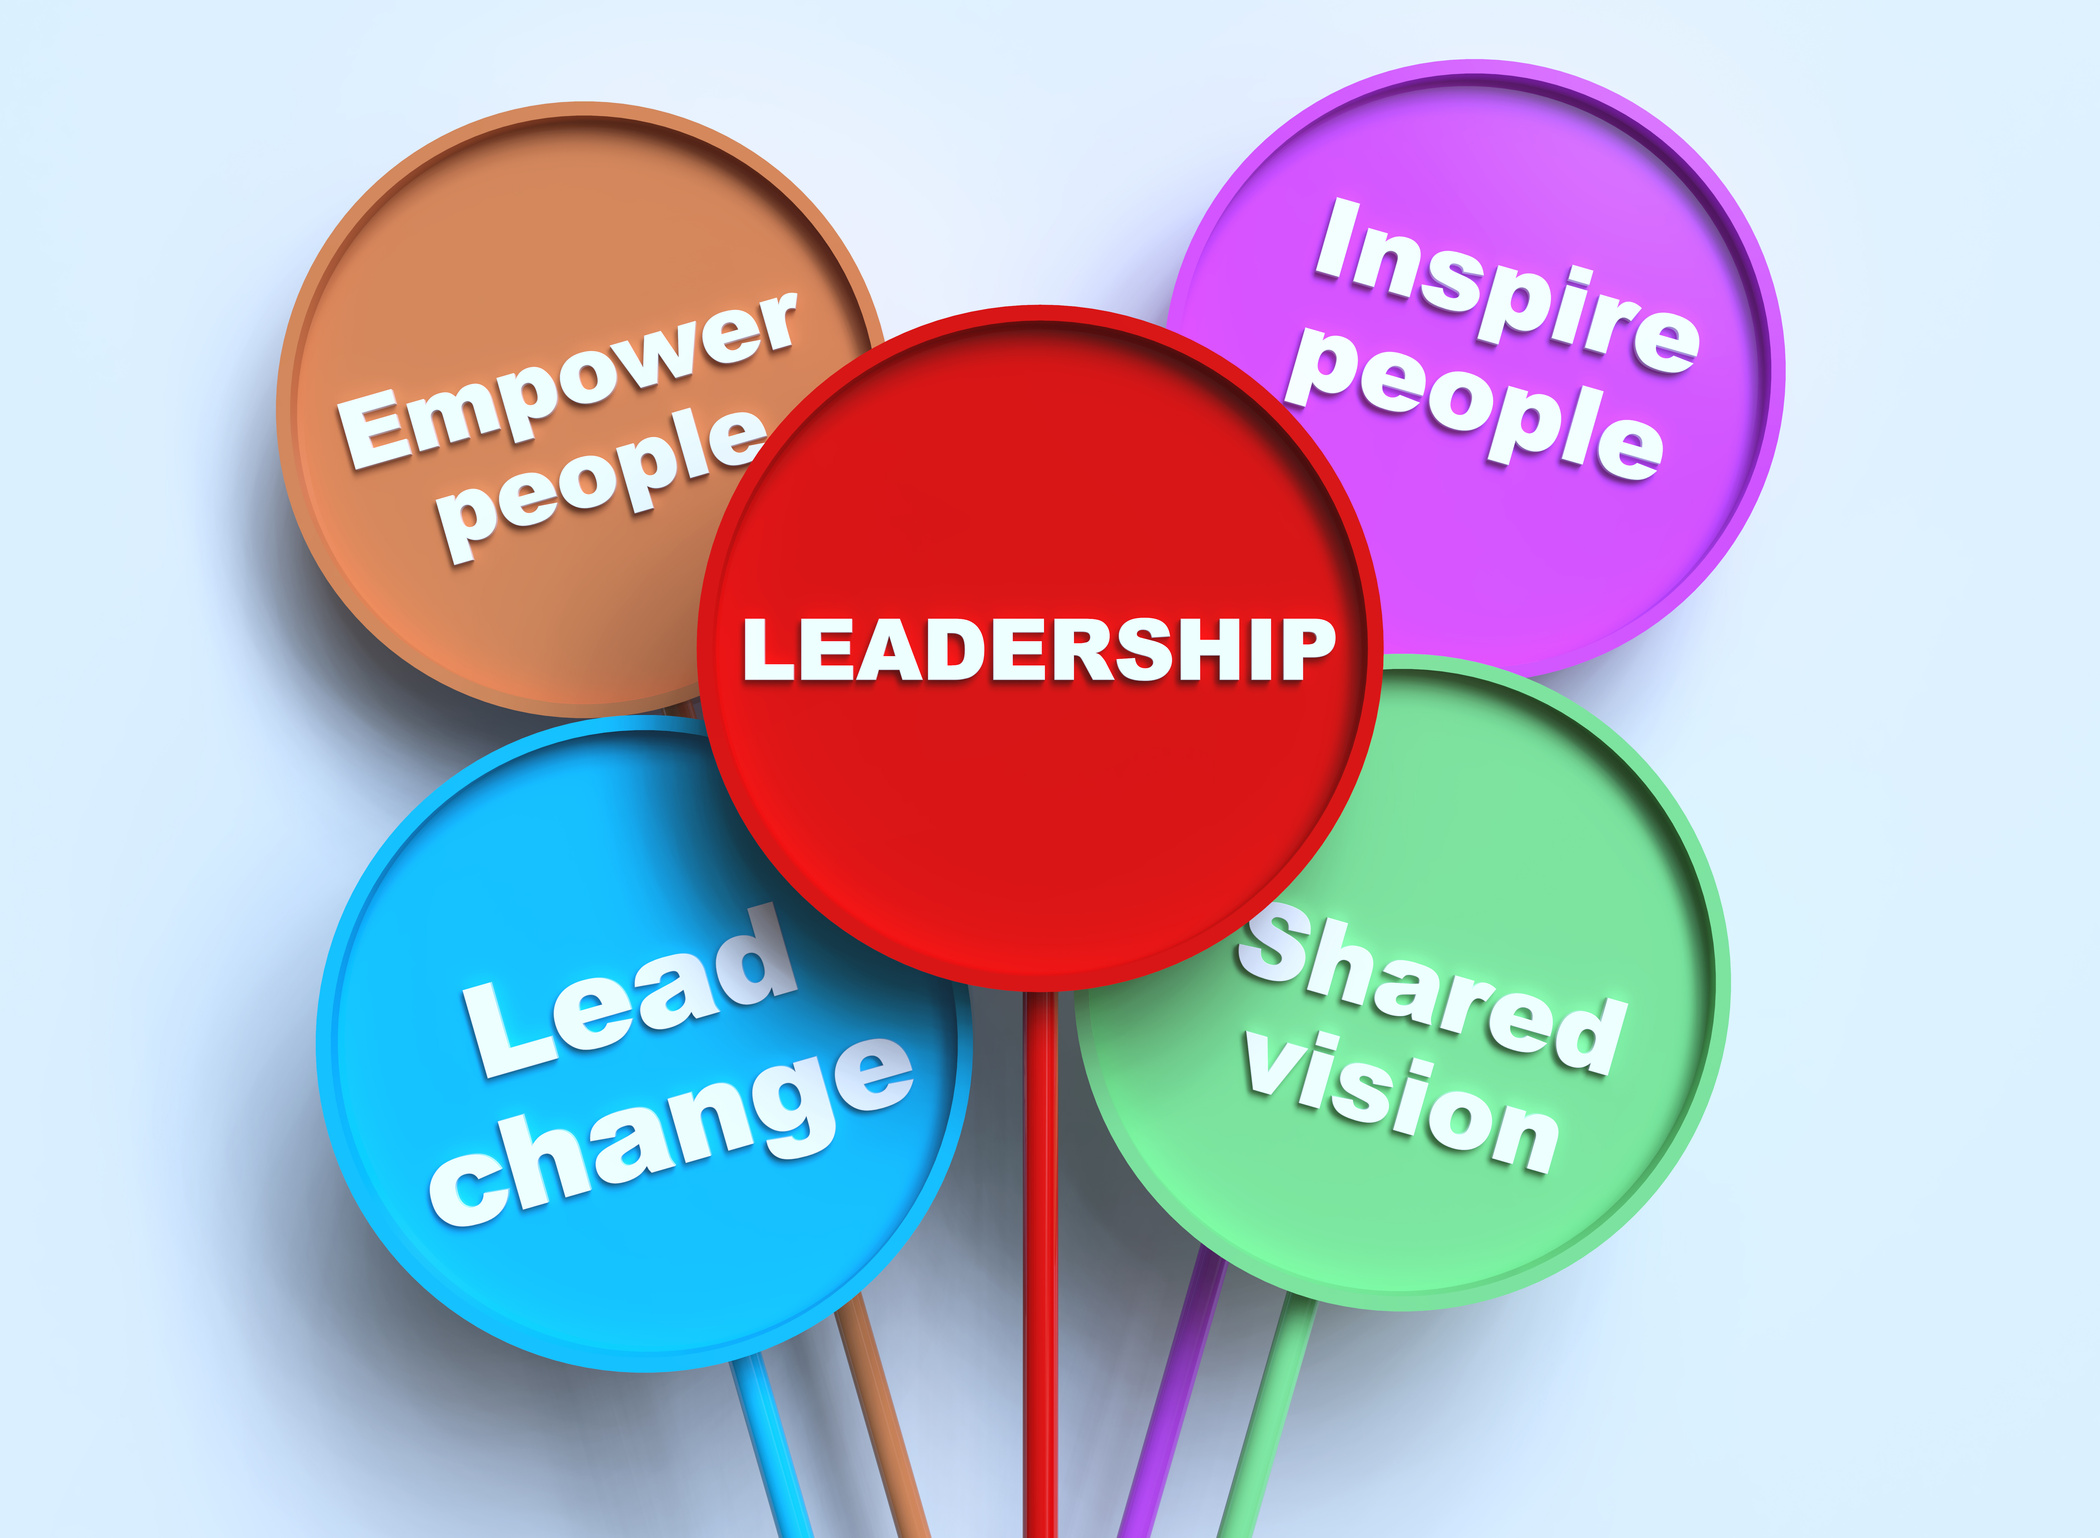 Empower
people
Inspire
people
LEADERSHIP
Lead
change
Shared
vision